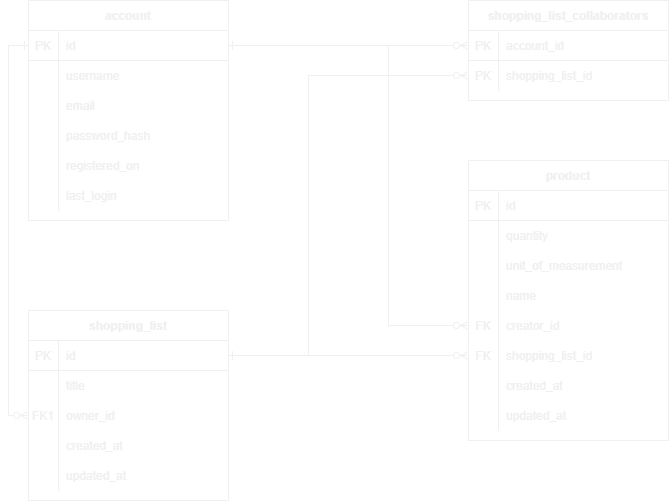 account
PK id
username
email
password_hash
registered_on
last_login
shopping_list_collaborators
PK account_id
PK shopping_list_id
product
PK id
quantity
unit_of_measurement
name
FK creator_id
FK shopping_list_id
created_at
updated_at
shopping_list
PK id
title
FK1 owner_id
created_at
updated_at